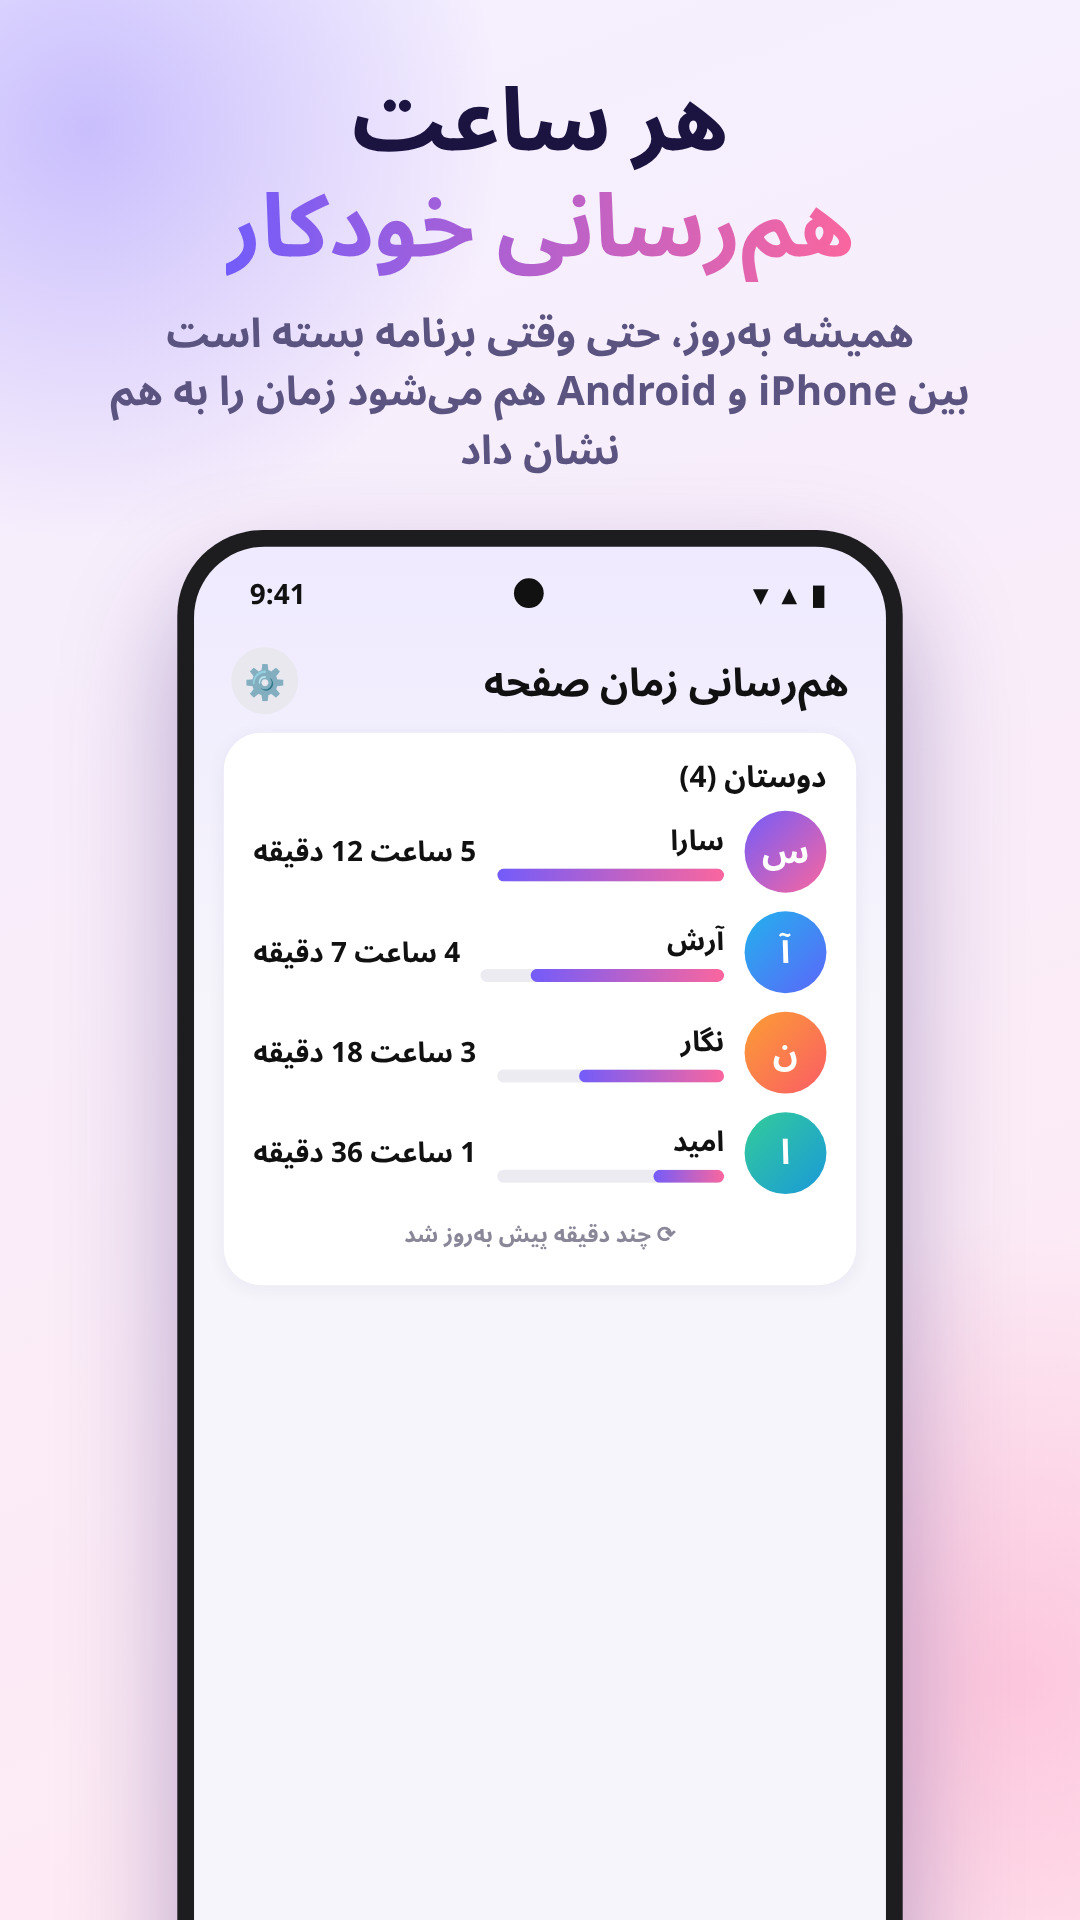 هر ساعت
هم‌رسانی خودکار
همیشه به‌روز، حتی وقتی برنامه بسته است
بین iPhone و Android هم می‌شود زمان را به هم
نشان داد
9:41
هم‌رسانی زمان صفحه
دوستان (4)
س
سارا
5 ساعت 12 دقیقه
آ
آرش
4 ساعت 7 دقیقه
ن
نگار
3 ساعت 18 دقیقه
ا
امید
1 ساعت 36 دقیقه
⟳ چند دقیقه پیش به‌روز شد